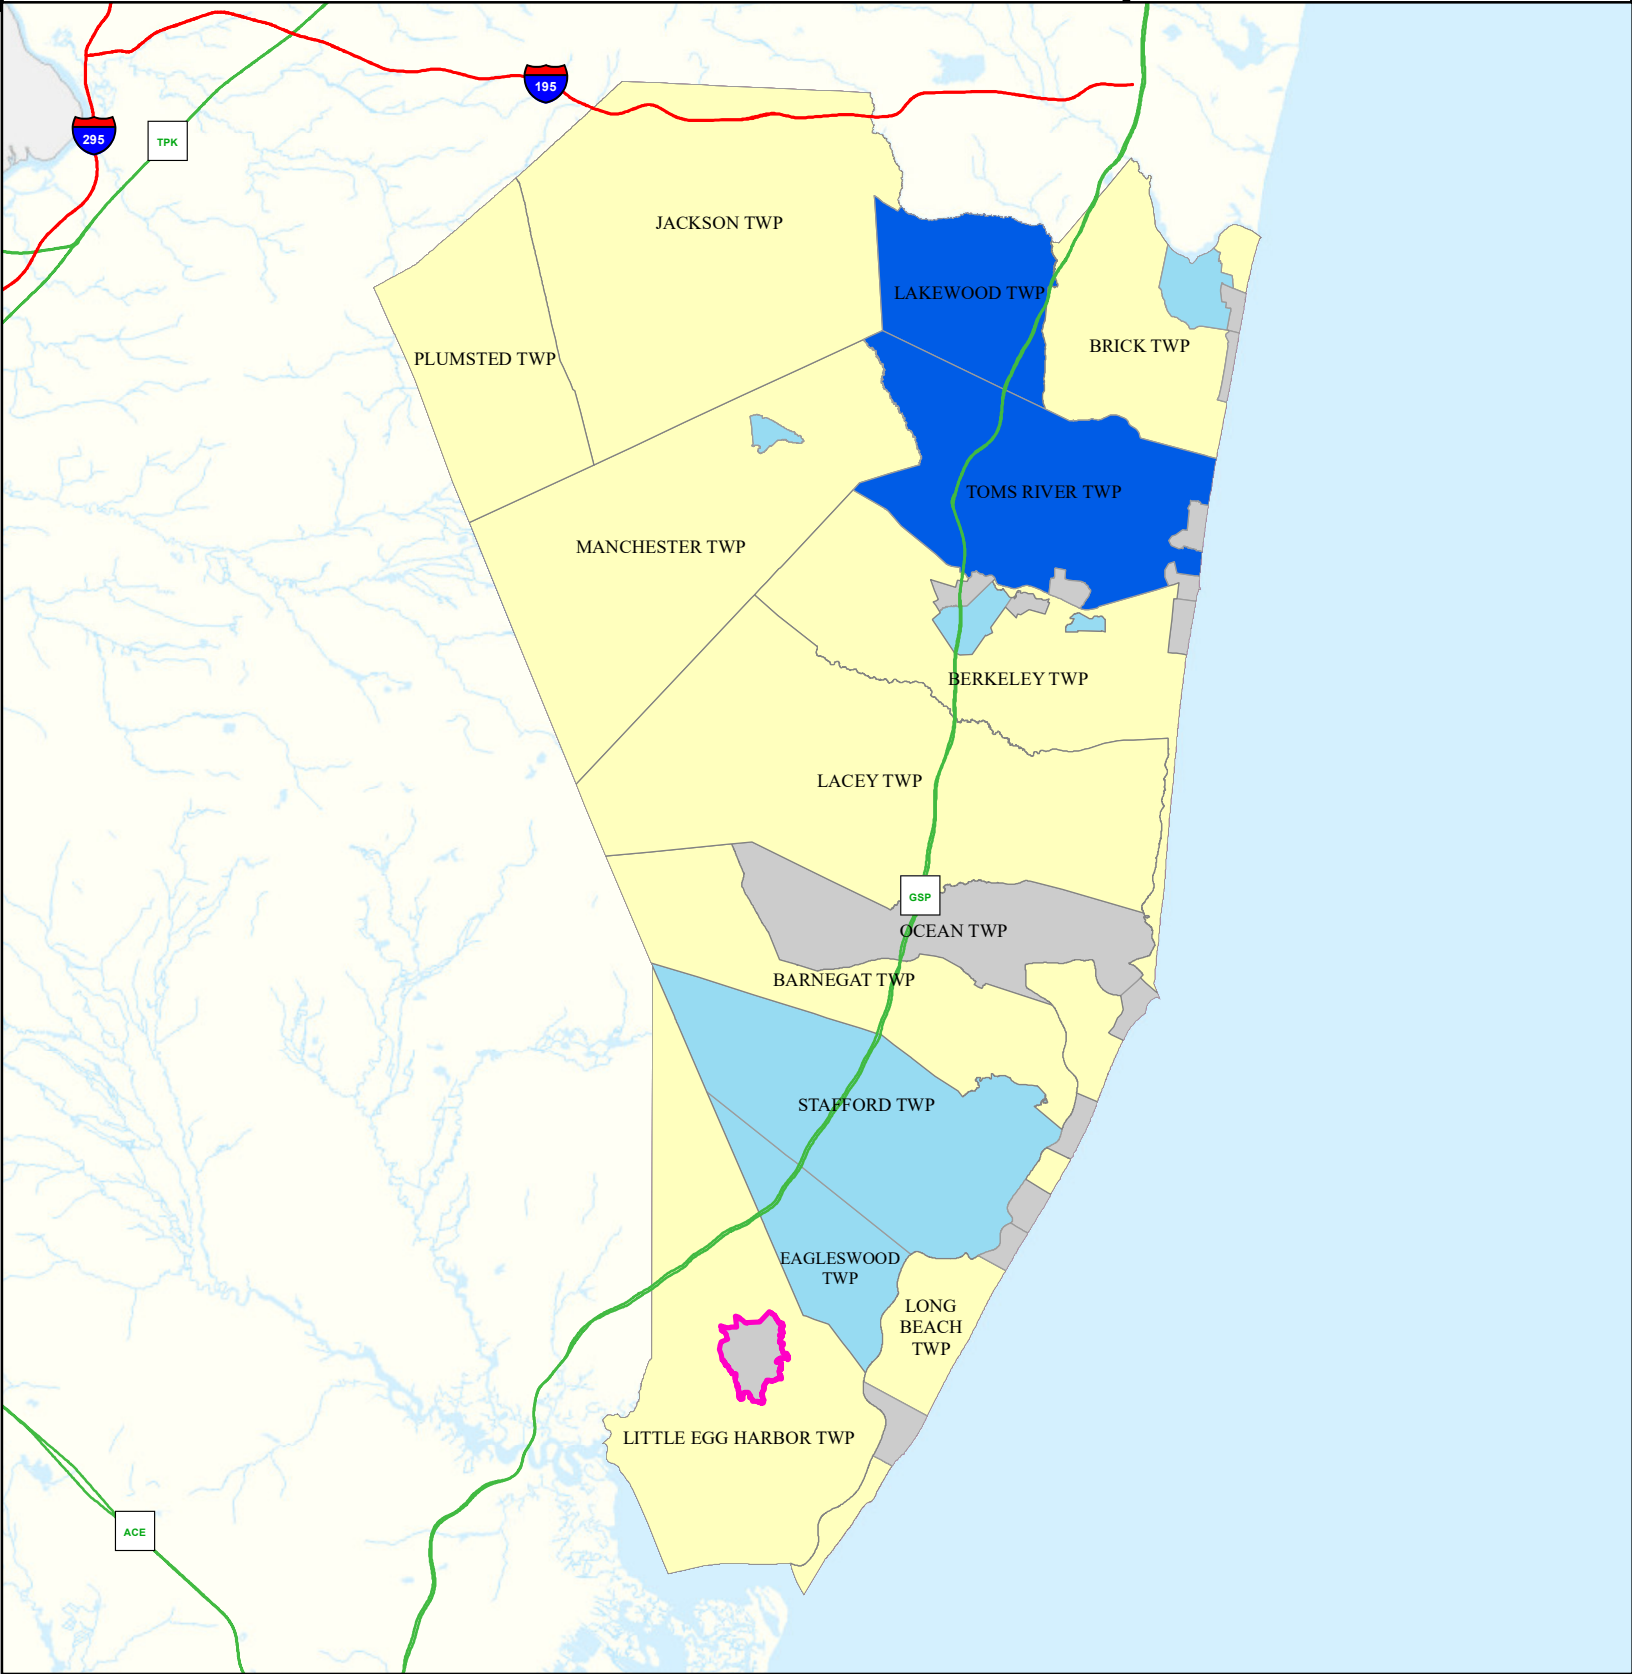 195
295
TPK
JACKSON TWP
LAKEWOOD TWP
BRICK TWP
PLUMSTED TWP
TOMS RIVER TWP
MANCHESTER TWP
BERKELEY TWP
LACEY TWP
GSP
OCEAN TWP
BARNEGAT TWP
STAFFORD TWP
EAGLESWOOD
TWP
LONG
BEACH
TWP
LITTLE EGG HARBOR TWP
ACE